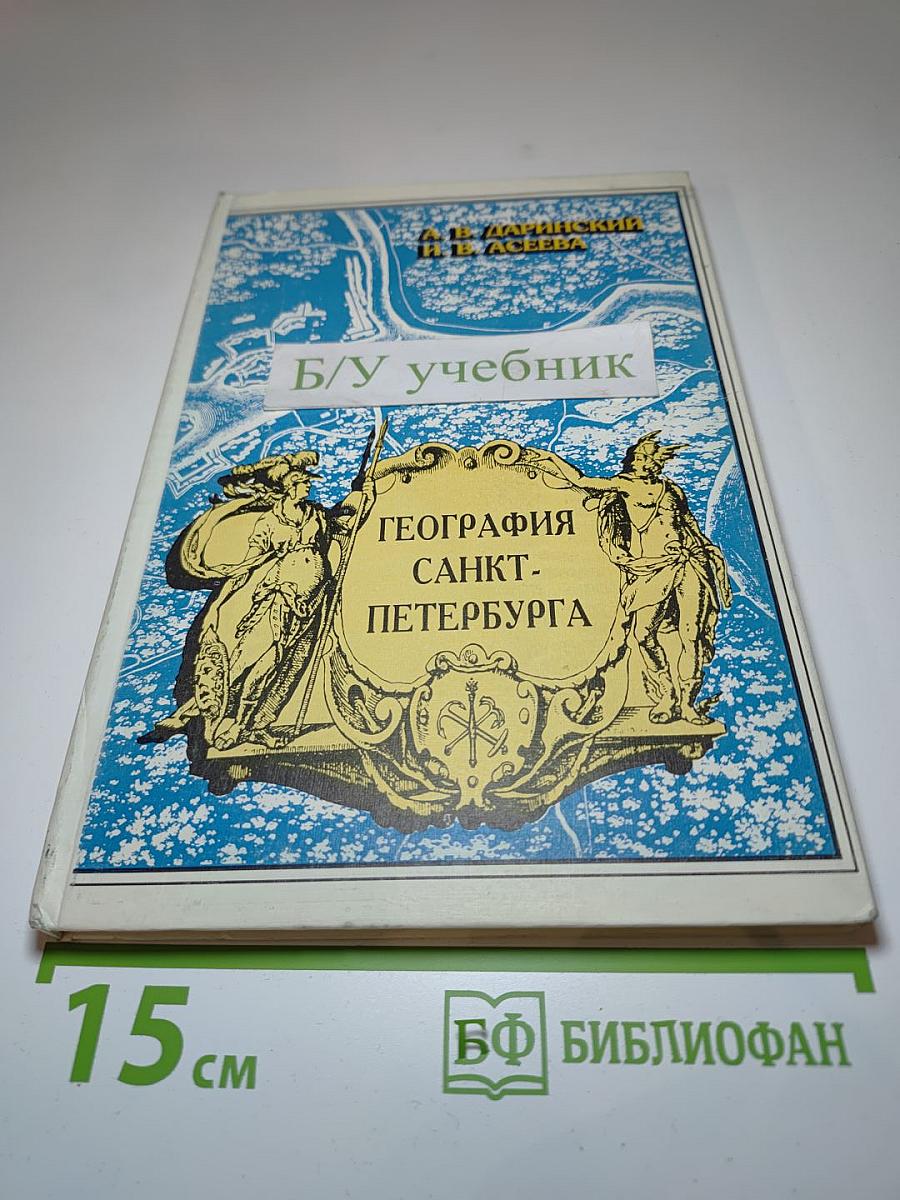 А. В. ДАРИНСКИЙ
И. В. АСЕЕВА
Б/У учебник
ГЕОГРАФИЯ
САНКТ-
ПЕТЕРБУРГА
15 см
БФ БИБЛИОФАН